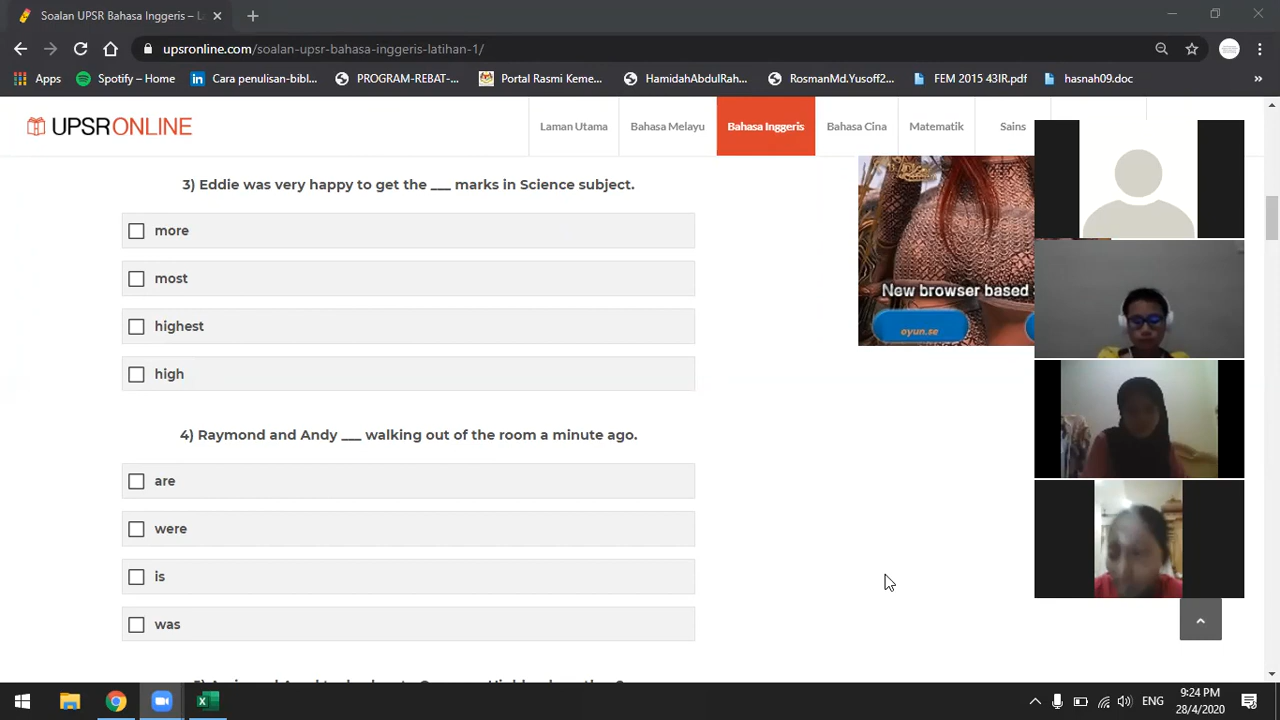 Soalan UPSR Bahasa Inggeris – L
upsronline.com/soalan-upsr-bahasa-inggeris-latihan-1/
Apps
Spotify – Home
Cara penulisan-bibl...
PROGRAM-REBAT-...
Portal Rasmi Keme...
HamidahAbdulRah...
RosmanMd.Yusoff2...
FEM 2015 43IR.pdf
hasnah09.doc
»
UPSRONLINE
Laman Utama
Bahasa Melayu
Bahasa Inggeris
Bahasa Cina
Matematik
Sains
3) Eddie was very happy to get the ___ marks in Science subject.
more
most
highest
high
New browser based
oyun.se
4) Raymond and Andy ___ walking out of the room a minute ago.
are
were
is
was
ENG
9:24 PM
28/4/2020